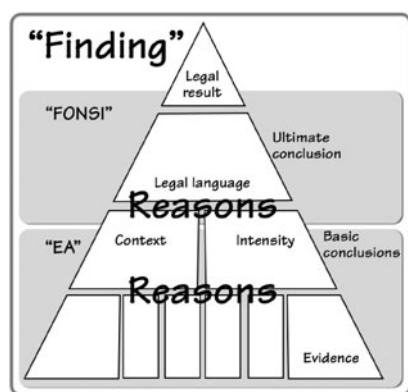 “Finding”
Legal
result
“FONSI”
Ultimate
conclusion
Legal language
Reasons
“EA”
Context
Intensity
Basic
conclusions
Reasons
Evidence